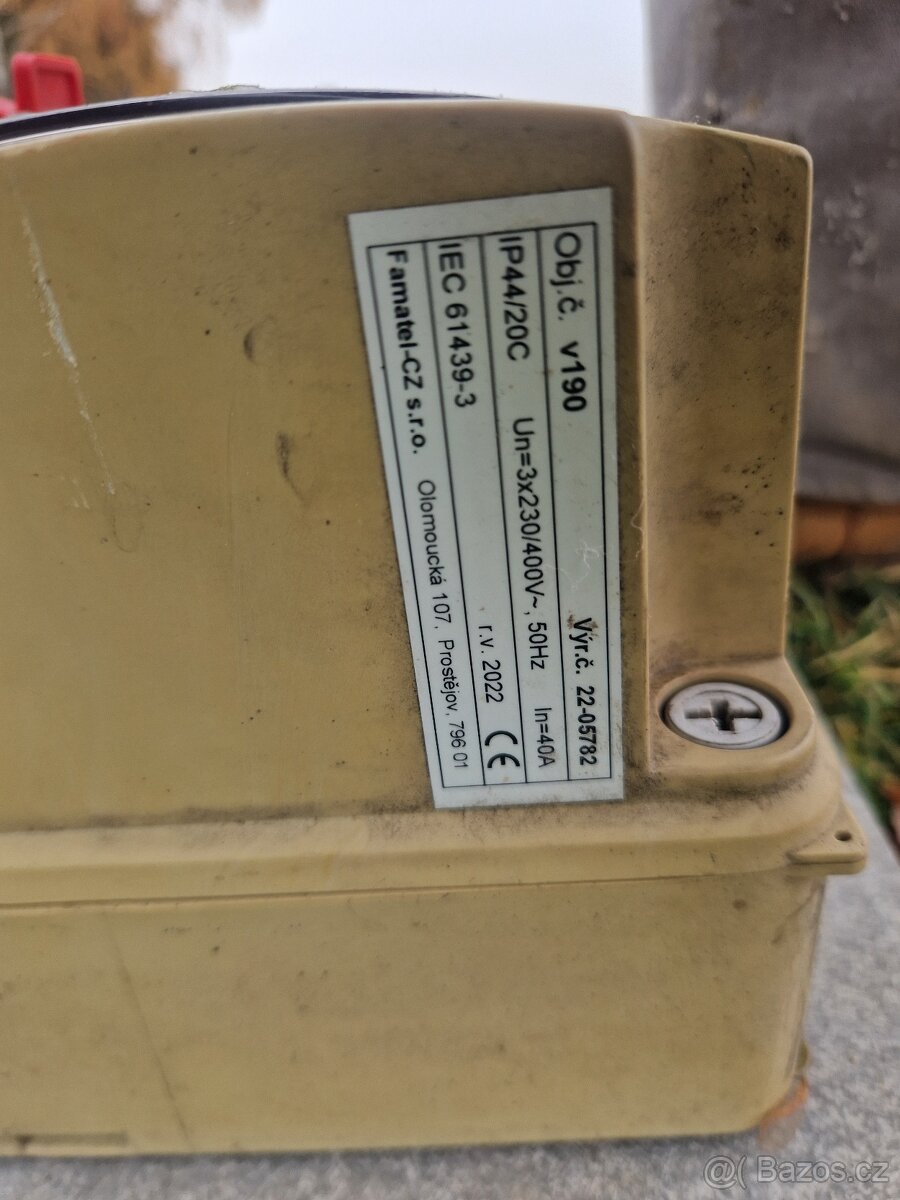 Obj.č. v190 Výr.č. 22-05782
IP44/20C Un=3x230/400V~, 50Hz In=40A
IEC 61439-3 r.v. 2022 CE
Famatel-CZ s.r.o. Olomoucká 107, Prostějov, 796 01
@( Bazos.cz